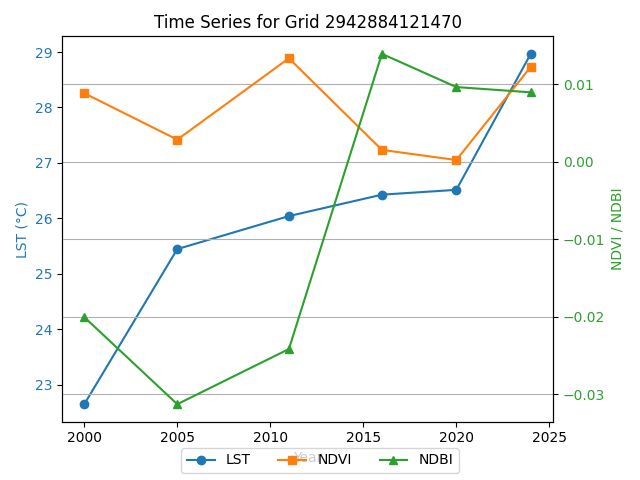 Time Series for Grid 2942884121470
29
28
27
26
25
24
23
LST (°C)
0.01
0.00
−0.01
−0.02
−0.03
NDVI / NDBI
2000
2005
2010
2015
2020
2025
Year
LST
NDVI
NDBI